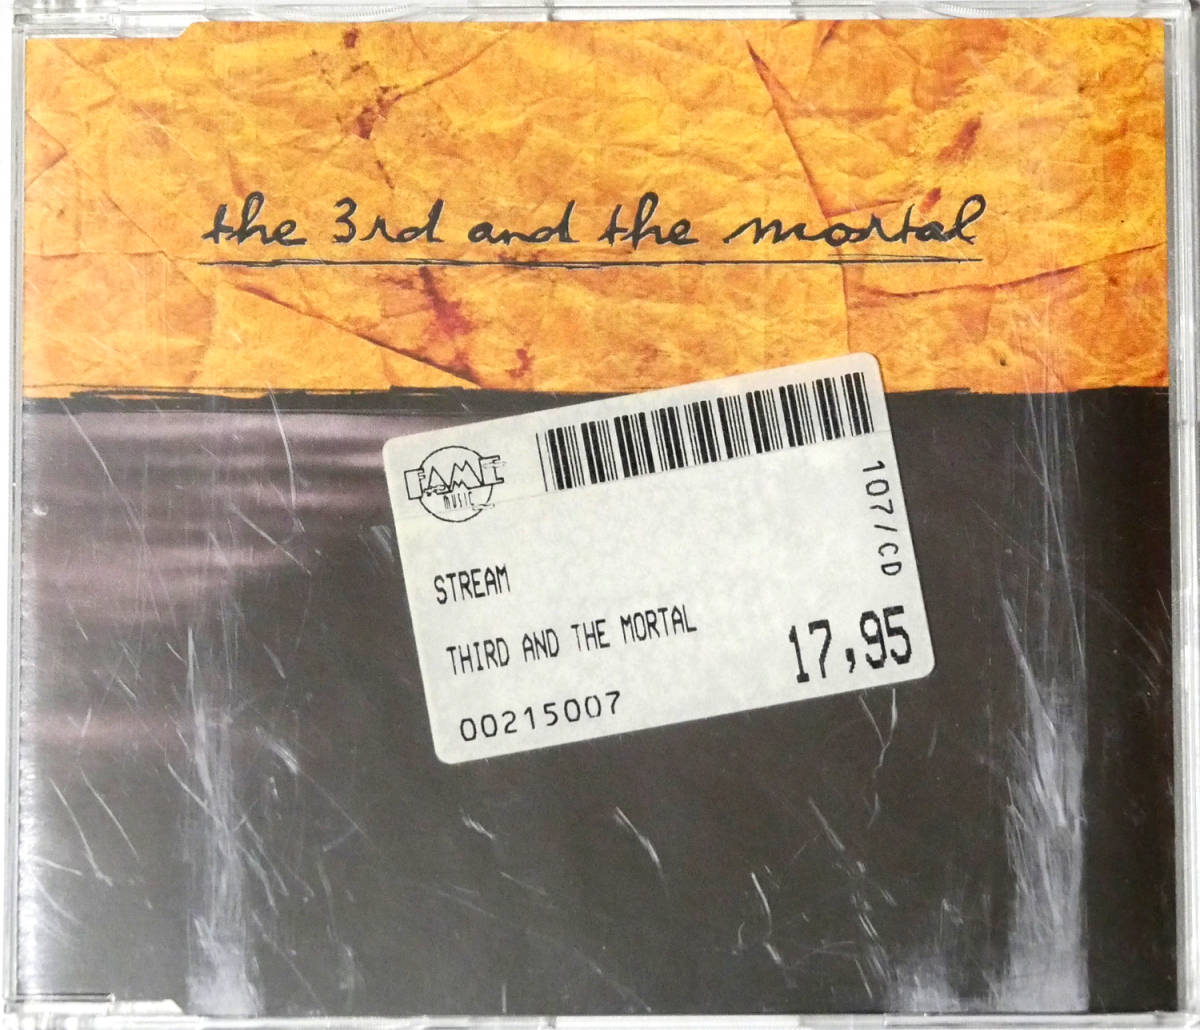 the 3rd and the mortal
FAME
MUSIC
107/CD
STREAM
THIRD AND THE MORTAL
17,95
00215007